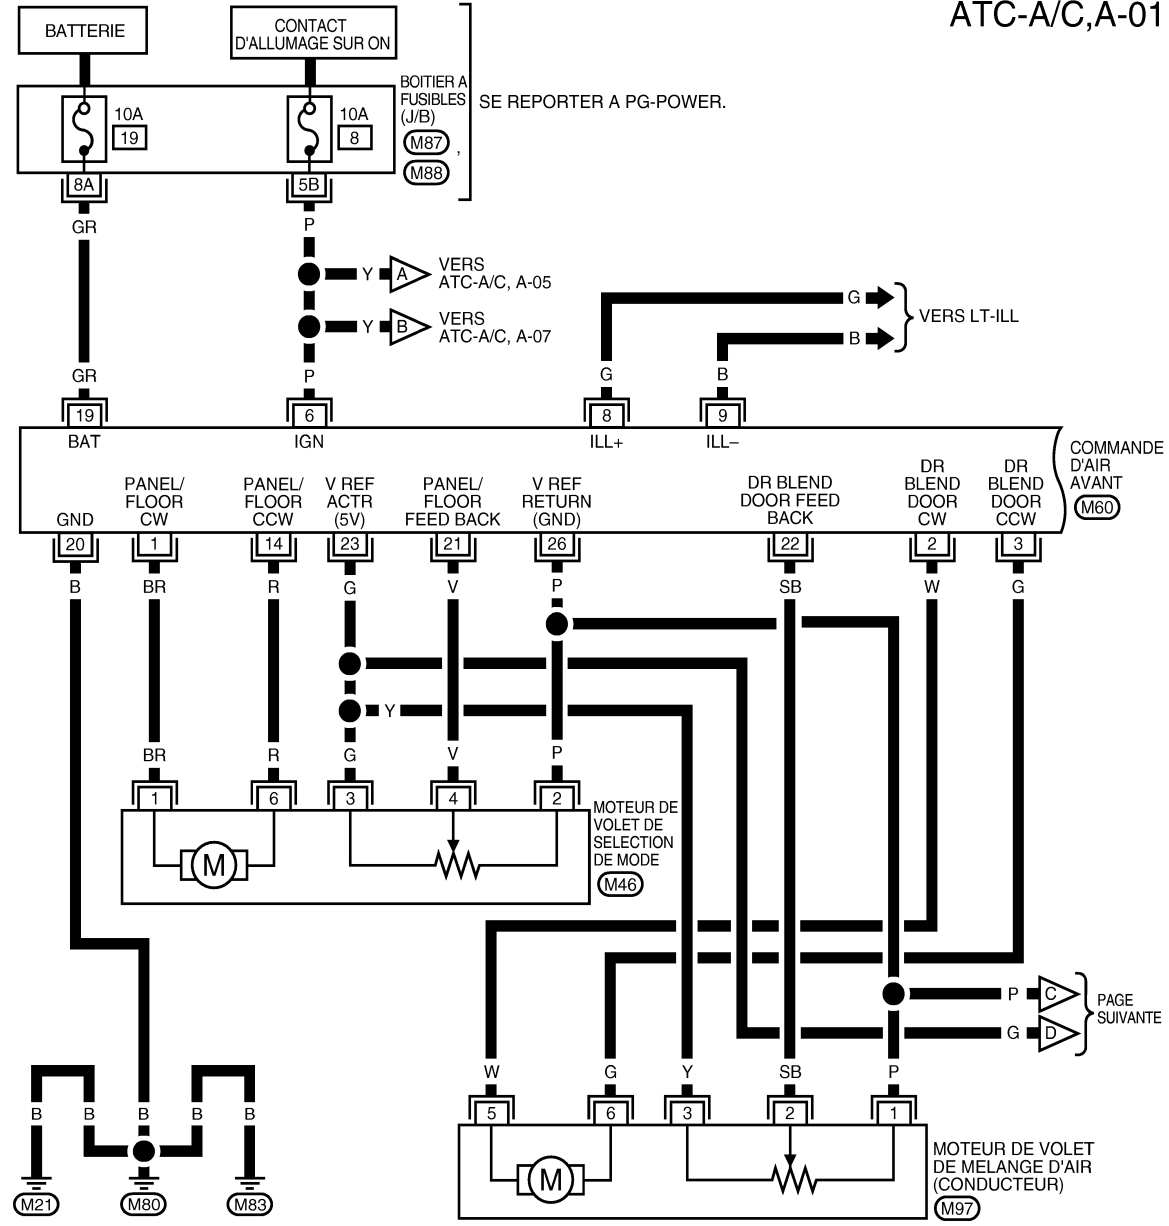 ATC-A/C,A-01
BATTERIE
CONTACT
D'ALLUMAGE SUR ON
BOITIER A
FUSIBLES
(J/B)
M87 ,
M88
SE REPORTER A PG-POWER.
10A
19
10A
8
8A
5B
GR
P
Y
A
VERS
ATC-A/C, A-05
Y
B
VERS
ATC-A/C, A-07
G
B
VERS LT-ILL
GR
P
G
B
19
6
8
9
BAT
IGN
ILL+
ILL–
COMMANDE
D'AIR
AVANT
M60
GND
PANEL/
FLOOR
CW
PANEL/
FLOOR
CCW
V REF
ACTR
(5V)
PANEL/
FLOOR
FEED BACK
V REF
RETURN
(GND)
DR BLEND
DOOR FEED
BACK
DR
BLEND
DOOR
CW
DR
BLEND
DOOR
CCW
20
1
14
23
21
26
22
2
3
B
BR
R
G
V
P
SB
W
G
Y
BR
R
G
V
P
1
6
3
4
2
MOTEUR DE
VOLET DE
SELECTION
DE MODE
M46
M
P
C
G
D
PAGE
SUIVANTE
W
G
Y
SB
P
5
6
3
2
1
B
B
B
B
B
M
MOTEUR DE VOLET
DE MELANGE D'AIR
(CONDUCTEUR)
M97
M21
M80
M83